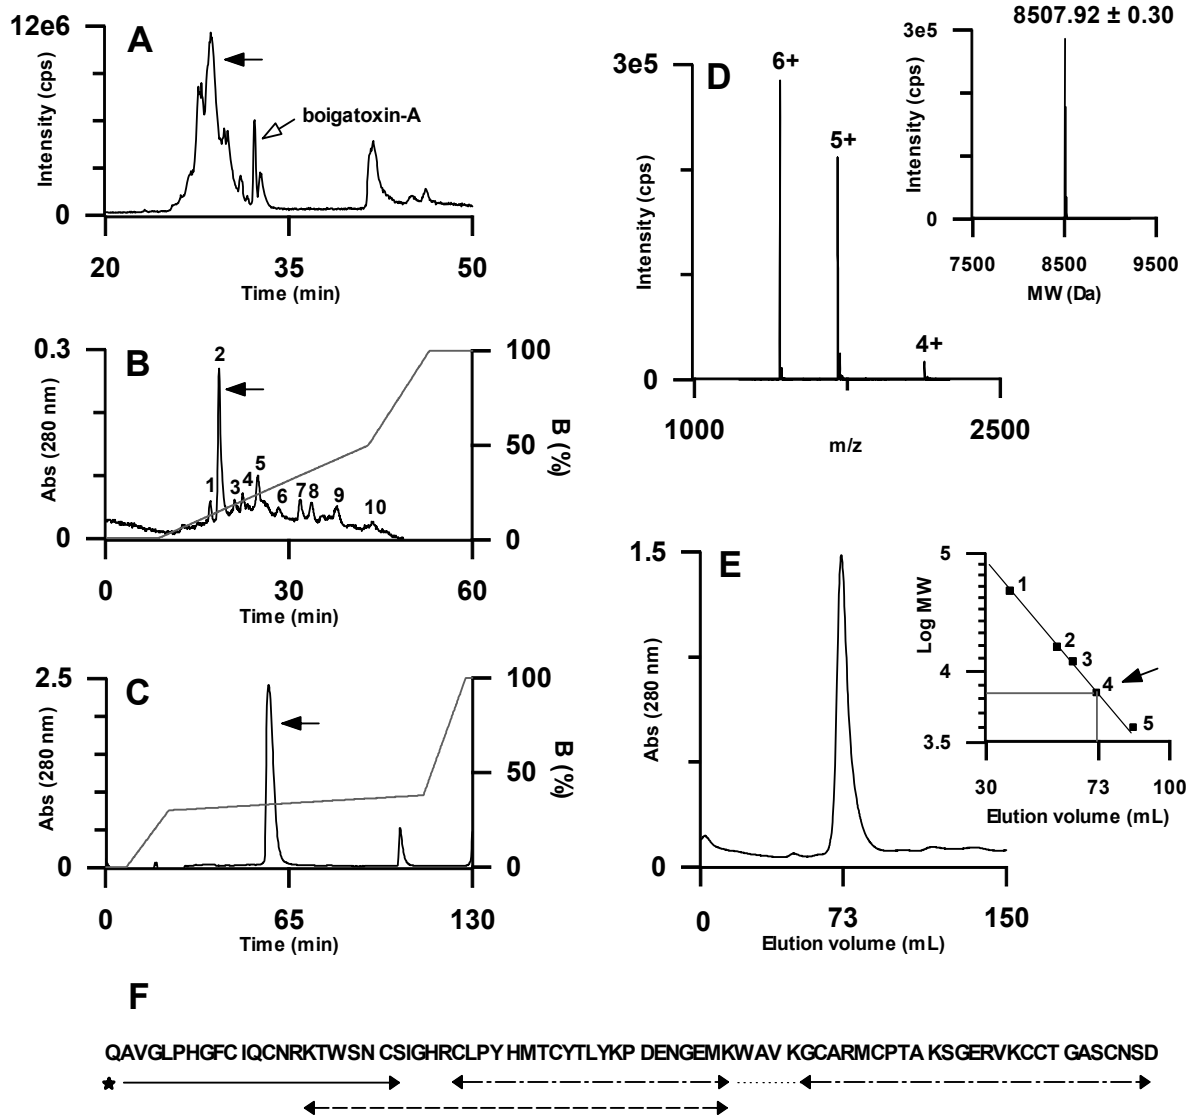 A
12e6
0
Intensity (cps)
boigatoxin-A
20 35 50
Time (min)
B
0.3
0
Abs (280 nm)
2
1
3
4
5
6
7
8
9
10
100
50
0
B (%)
0 30 60
Time (min)
C
2.5
0
Abs (280 nm)
100
50
0
B (%)
0 65 130
Time (min)
D
3e5
0
Intensity (cps)
6+
5+
4+
1000 2500
m/z
8507.92 ± 0.30
3e5
0
Intensity (cps)
7500 8500 9500
MW (Da)
E
1.5
0
Abs (280 nm)
0 73 150
Elution volume (mL)
5
4
3.5
Log MW
1
2
3
4
5
30 73 100
Elution volume (mL)
F
QAVGLPHGFC IQCNRKTWSN CSIGHRCLPY HMTCYTLYKP DENGEMKWAV KGCARMCPTA KSGERVKCCT GASCNSD